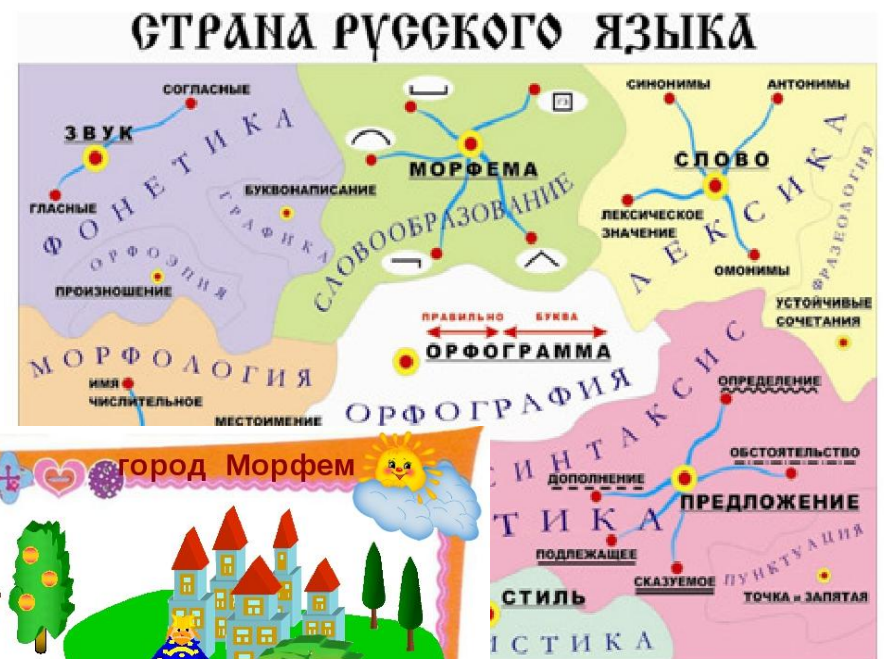 СТРАНА РУССКОГО ЯЗЫКА
СОГЛАСНЫЕ
ЗВУК
ГЛАСНЫЕ
ФОНЕТИКА
БУКВОНАПИСАНИЕ
ГРАФИКА
ОРФОЭПИЯ
ПРОИЗНОШЕНИЕ
МОРФЕМА
СЛОВООБРАЗОВАНИЕ
СИНОНИМЫ
АНТОНИМЫ
СЛОВО
ЛЕКСИЧЕСКОЕ
ЗНАЧЕНИЕ
ОМОНИМЫ
ЛЕКСИКА
ФРАЗЕОЛОГИЯ
УСТОЙЧИВЫЕ
СОЧЕТАНИЯ
ПРАВИЛЬНО БУКВА
ОРФОГРАММА
ОРФОГРАФИЯ
МОРФОЛОГИЯ
ИМЯ
ЧИСЛИТЕЛЬНОЕ
МЕСТОИМЕНИЕ
город Морфем
СИНТАКСИС
ОПРЕДЕЛЕНИЕ
ОБСТОЯТЕЛЬСТВО
ДОПОЛНЕНИЕ
ПРЕДЛОЖЕНИЕ
ТИКА
ПОДЛЕЖАЩЕЕ
СКАЗУЕМОЕ
ПУНКТУАЦИЯ
ТОЧКА и ЗАПЯТАЯ
СТИЛЬ
ИСТИКА